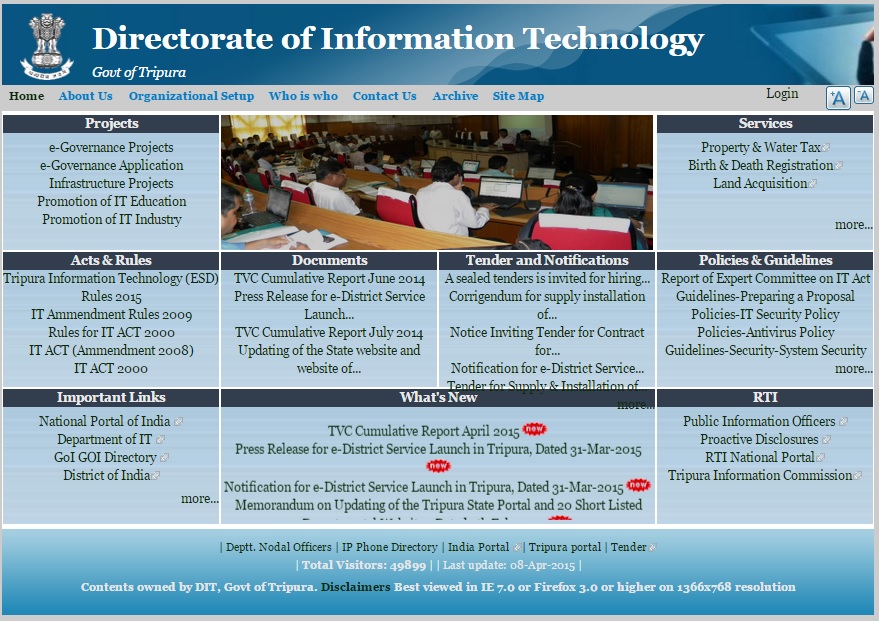 Directorate of Information Technology
Govt of Tripura
Home About Us Organizational Setup Who is who Contact Us Archive Site Map Login +A -A
Projects
e-Governance Projects
e-Governance Application
Infrastructure Projects
Promotion of IT Education
Promotion of IT Industry
Services
Property & Water Tax
Birth & Death Registration
Land Acquisition
more...
Acts & Rules
Tripura Information Technology (ESD)
Rules 2015
IT Ammendment Rules 2009
Rules for IT ACT 2000
IT ACT (Ammendment 2008)
IT ACT 2000
Documents
TVC Cumulative Report June 2014
Press Release for e-District Service
Launch...
TVC Cumulative Report July 2014
Updating of the State website and
website of...
Tender and Notifications
A sealed tenders is invited for hiring...
Corrigendum for supply installation
of...
Notice Inviting Tender for Contract
for...
Notification for e-District Service...
Tender for Supply & Installation of...
more...
Policies & Guidelines
Report of Expert Committee on IT Act
Guidelines-Preparing a Proposal
Policies-IT Security Policy
Policies-Antivirus Policy
Guidelines-Security-System Security
more...
Important Links
National Portal of India
Department of IT
GoI GOI Directory
District of India
more...
What's New
TVC Cumulative Report April 2015 new
Press Release for e-District Service Launch in Tripura, Dated 31-Mar-2015
new
Notification for e-District Service Launch in Tripura, Dated 31-Mar-2015 new
Memorandum on Updating of the Tripura State Portal and 20 Short Listed
RTI
Public Information Officers
Proactive Disclosures
RTI National Portal
Tripura Information Commission
| Deptt. Nodal Officers | IP Phone Directory | India Portal | Tripura portal | Tender
| Total Visitors: 49899 | | Last update: 08-Apr-2015 |
Contents owned by DIT, Govt of Tripura. Disclaimers Best viewed in IE 7.0 or Firefox 3.0 or higher on 1366x768 resolution